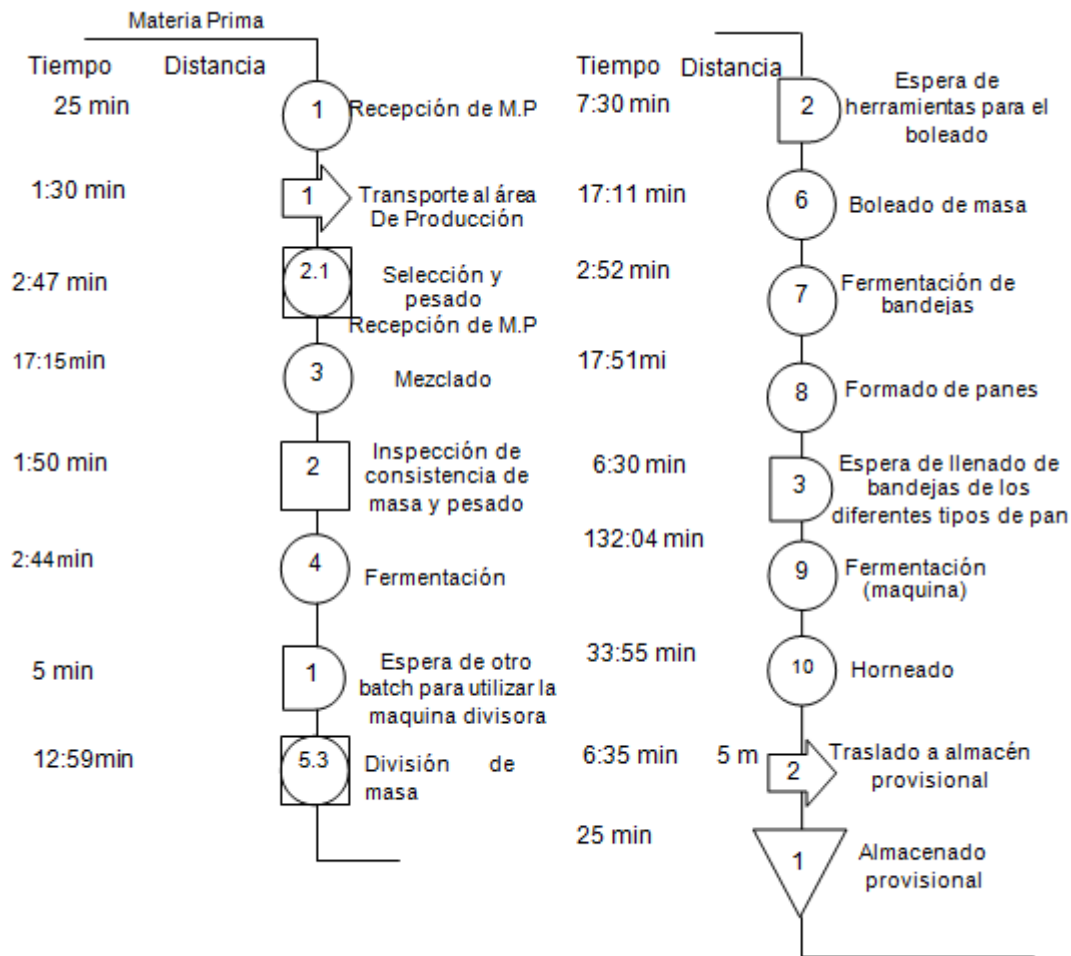 Materia Prima
Tiempo Distancia
25 min 1 Recepción de M.P
1:30 min 1 Transporte al área
De Producción
2:47 min 2.1 Selección y
pesado
Recepción de M.P
17:15min 3 Mezclado
1:50 min 2 Inspección de
consistencia de
masa y pesado
2:44min 4 Fermentación
5 min 1 Espera de otro
batch para utilizar la
maquina divisora
12:59min 5.3 División de
masa
Tiempo Distancia
7:30 min 2 Espera de
herramientas para el
boleado
17:11 min 6 Boleado de masa
2:52 min 7 Fermentación de
bandejas
17:51mi 8 Formado de panes
6:30 min 3 Espera de llenado de
bandejas de los
diferentes tipos de pan
132:04 min 9 Fermentación
(maquina)
33:55 min 10 Horneado
6:35 min 5 m 2 Traslado a almacén
provisional
25 min 1 Almacenado
provisional